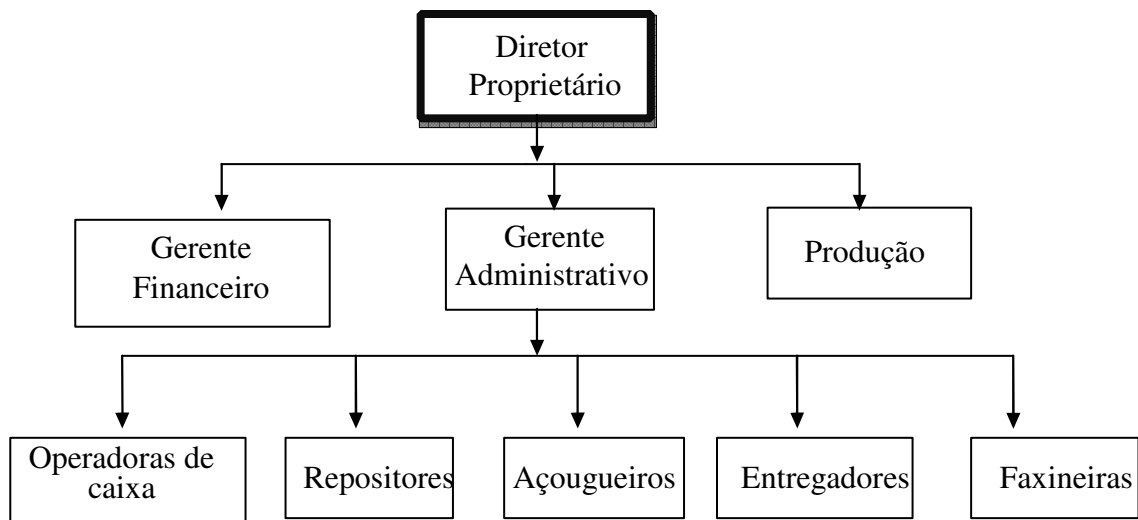 Diretor
Proprietário
Gerente
Financeiro
Gerente
Administrativo
Produção
Operadoras de
caixa
Repositores
Açougueiros
Entregadores
Faxineiras